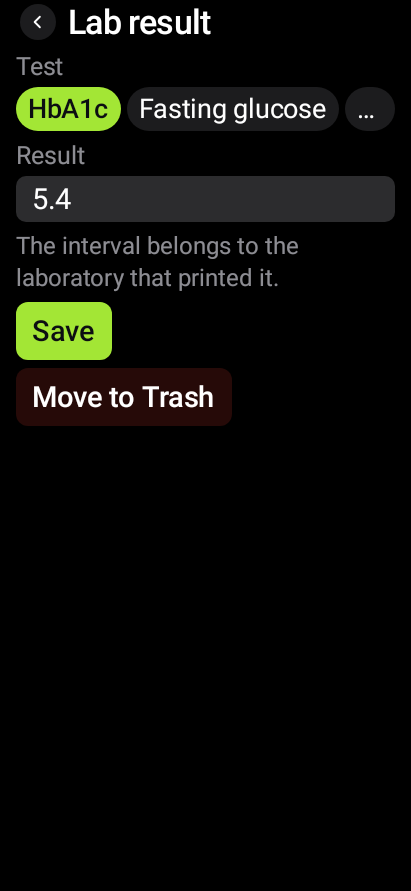 Lab result
Test
HbA1c Fasting glucose ...
Result
5.4
The interval belongs to the
laboratory that printed it.
Save
Move to Trash